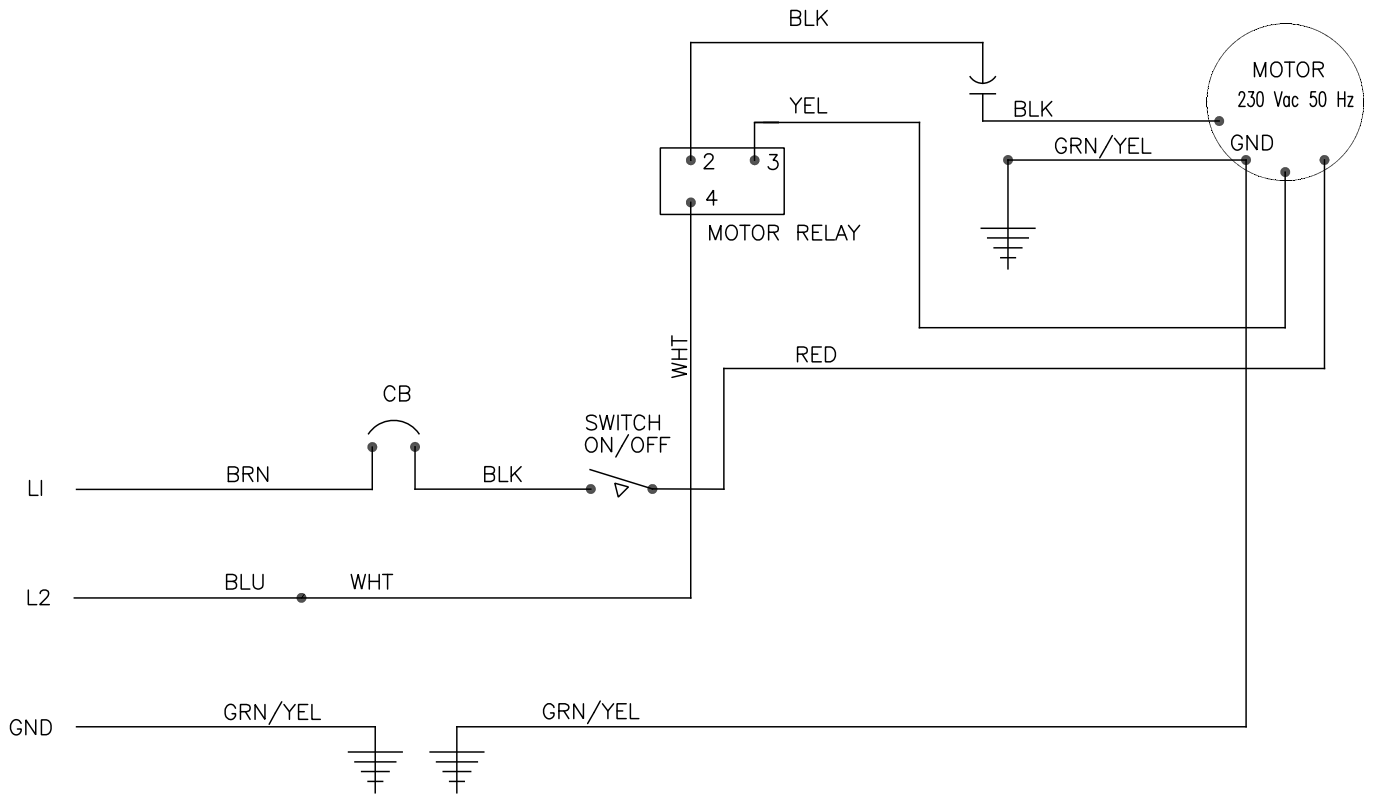 BLK
MOTOR
230 Vac 50 Hz
YEL
BLK
GND
GRN/YEL
2
3
4
MOTOR RELAY
WHT
RED
CB
SWITCH
ON/OFF
BRN
BLK
L1
BLU
WHT
L2
GRN/YEL
GRN/YEL
GND